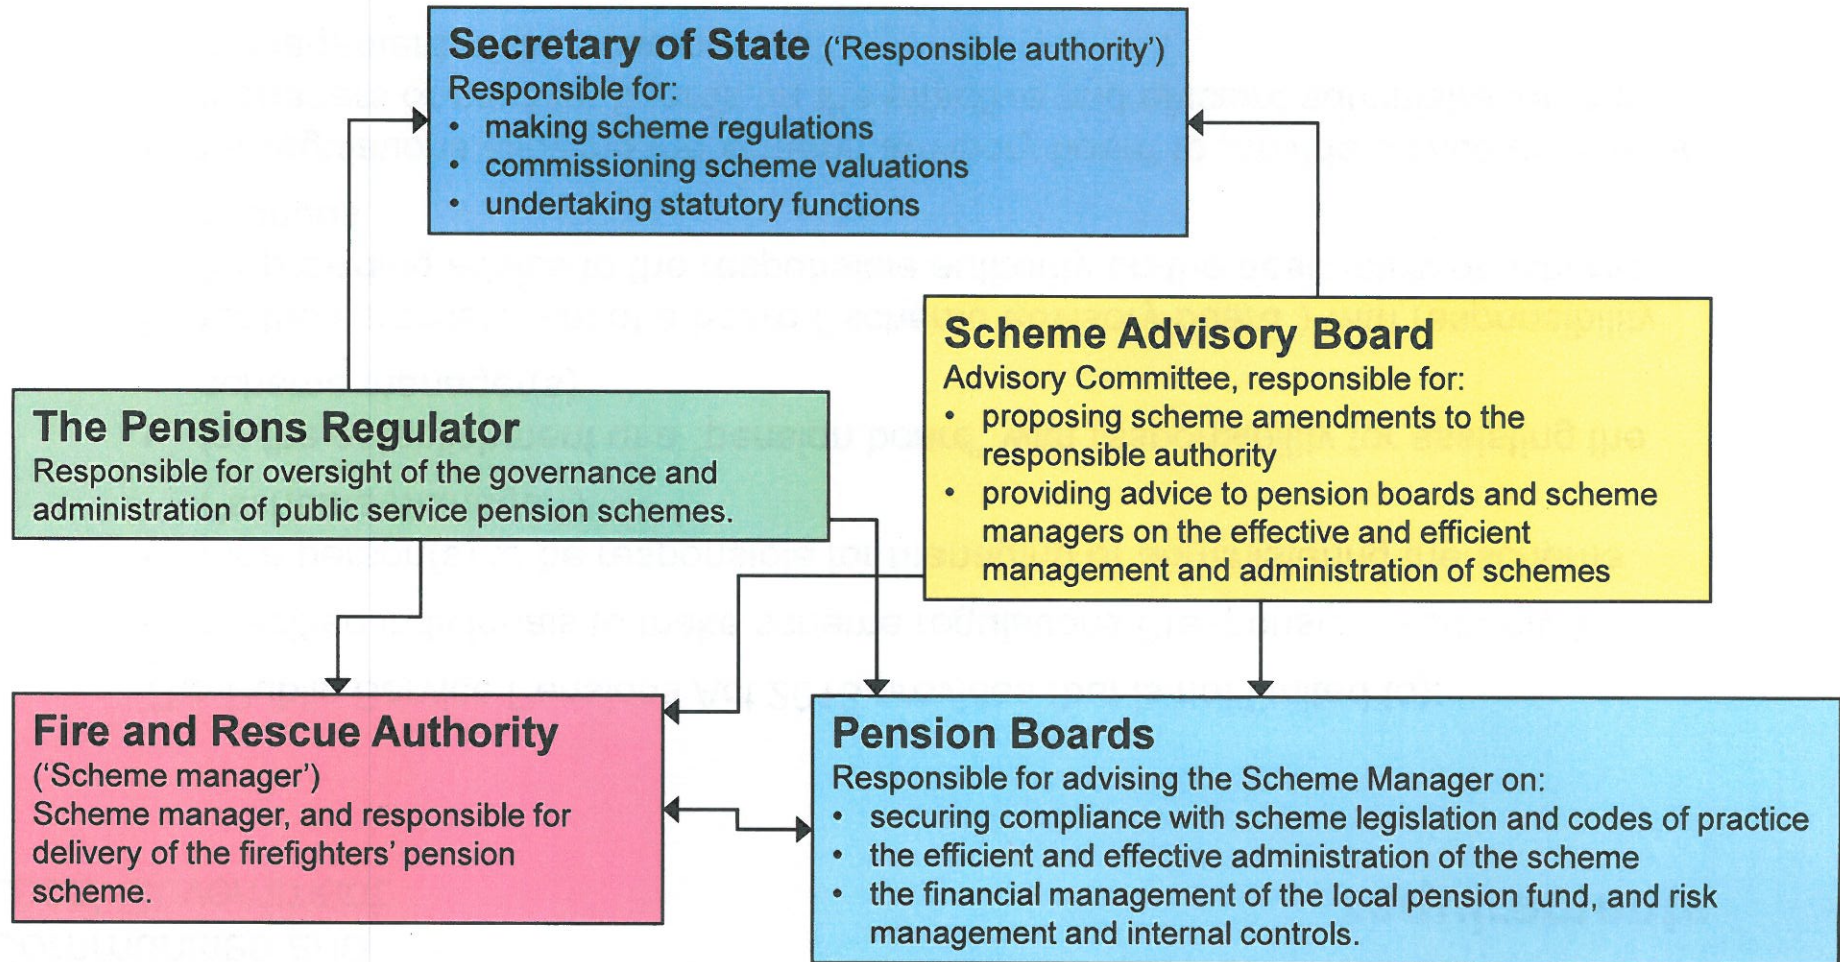 Secretary of State (‘Responsible authority’)
Responsible for:
• making scheme regulations
• commissioning scheme valuations
• undertaking statutory functions
Scheme Advisory Board
Advisory Committee, responsible for:
• proposing scheme amendments to the
responsible authority
• providing advice to pension boards and scheme
managers on the effective and efficient
management and administration of schemes
The Pensions Regulator
Responsible for oversight of the governance and
administration of public service pension schemes.
Fire and Rescue Authority
(‘Scheme manager’)
Scheme manager, and responsible for
delivery of the firefighters’ pension
scheme.
Pension Boards
Responsible for advising the Scheme Manager on:
• securing compliance with scheme legislation and codes of practice
• the efficient and effective administration of the scheme
• the financial management of the local pension fund, and risk
management and internal controls.